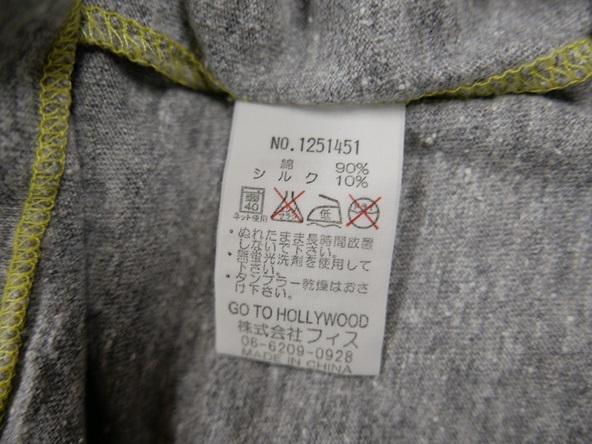 NO.1251451
綿 90%
シルク 10%
40 低
ネット使用
・ぬれたまま長時間放置
しないで下さい。
・無蛍光洗剤を使用して
下さい。
・タンブラー乾燥はおさ
け下さい。
GO TO HOLLYWOOD
株式会社フィス
06-6209-0928
MADE IN CHINA